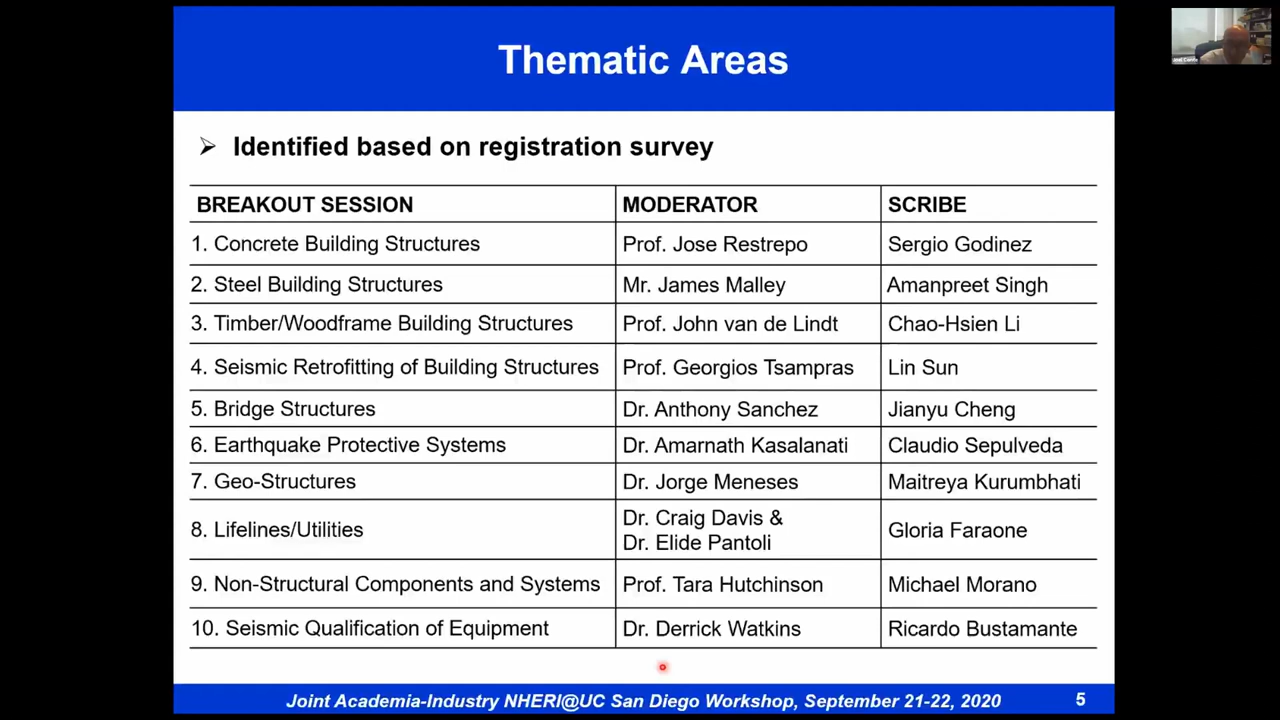 Thematic Areas
Identified based on registration survey
BREAKOUT SESSION MODERATOR SCRIBE
1. Concrete Building Structures Prof. Jose Restrepo Sergio Godinez
2. Steel Building Structures Mr. James Malley Amanpreet Singh
3. Timber/Woodframe Building Structures Prof. John van de Lindt Chao-Hsien Li
4. Seismic Retrofitting of Building Structures Prof. Georgios Tsampras Lin Sun
5. Bridge Structures Dr. Anthony Sanchez Jianyu Cheng
6. Earthquake Protective Systems Dr. Amarnath Kasalanati Claudio Sepulveda
7. Geo-Structures Dr. Jorge Meneses Maitreya Kurumbhati
8. Lifelines/Utilities Dr. Craig Davis &
Dr. Elide Pantoli Gloria Faraone
9. Non-Structural Components and Systems Prof. Tara Hutchinson Michael Morano
10. Seismic Qualification of Equipment Dr. Derrick Watkins Ricardo Bustamante
Joint Academia-Industry NHERI@UC San Diego Workshop, September 21-22, 2020 5